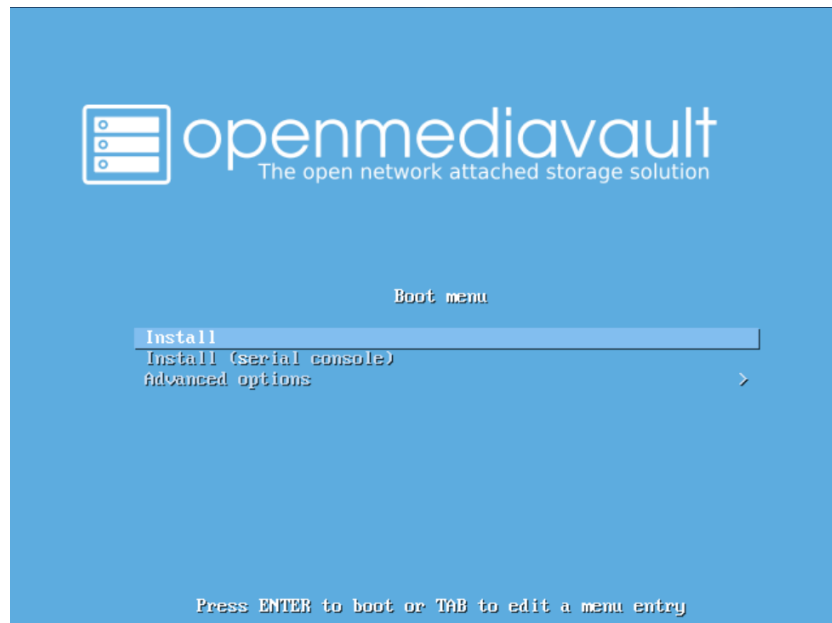 openmediavault
The open network attached storage solution
Boot menu
Install
Install (serial console)
Advanced options >
Press ENTER to boot or TAB to edit a menu entry